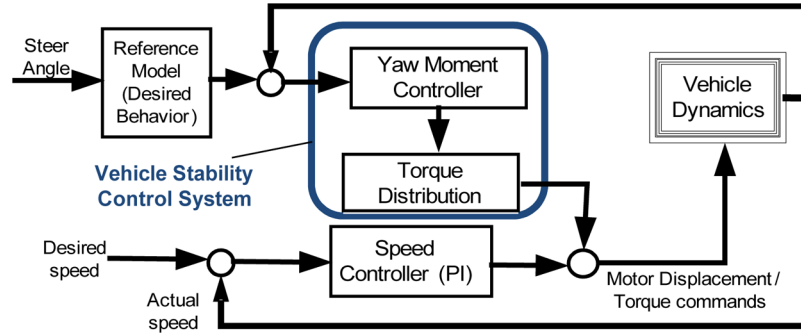 Steer
Angle
Reference
Model
(Desired
Behavior)
Yaw Moment
Controller
Vehicle
Dynamics
Vehicle Stability
Control System
Torque
Distribution
Desired
speed
Speed
Controller (PI)
Motor Displacement/
Torque commands
Actual
speed